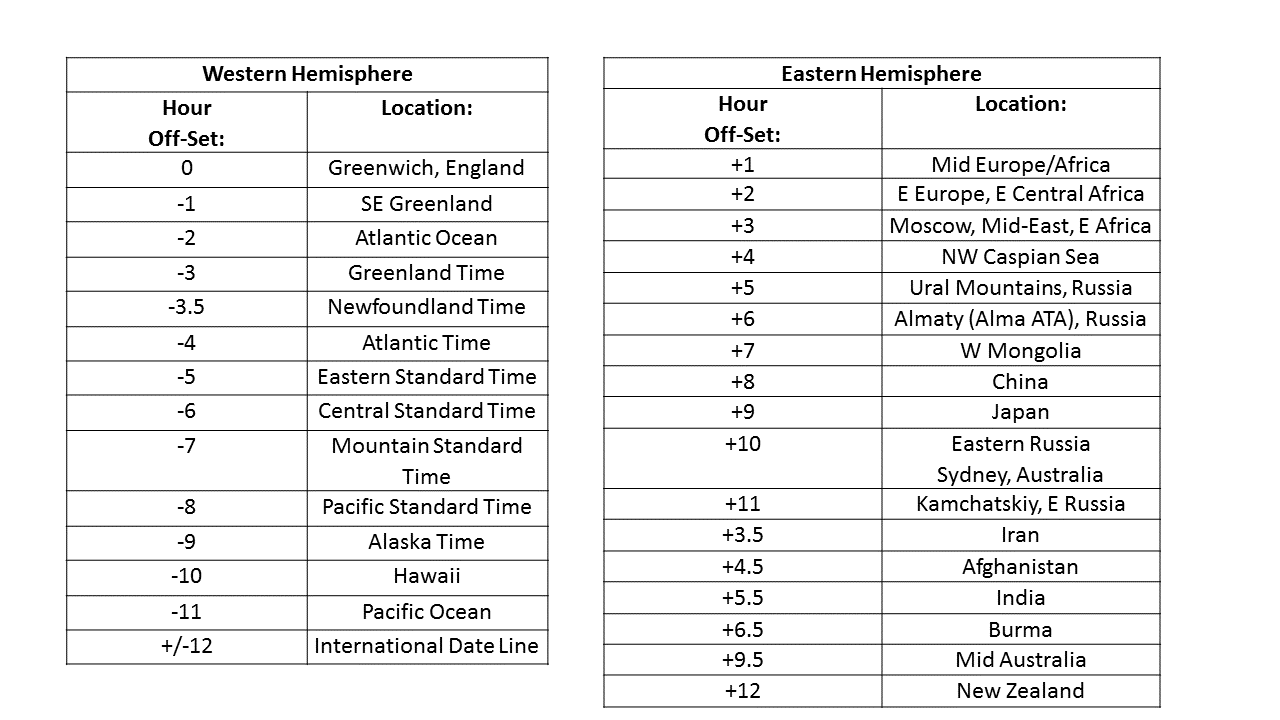 Western Hemisphere
Hour Location:
Off-Set:
0 Greenwich, England
-1 SE Greenland
-2 Atlantic Ocean
-3 Greenland Time
-3.5 Newfoundland Time
-4 Atlantic Time
-5 Eastern Standard Time
-6 Central Standard Time
-7 Mountain Standard
Time
-8 Pacific Standard Time
-9 Alaska Time
-10 Hawaii
-11 Pacific Ocean
+/-12 International Date Line
Eastern Hemisphere
Hour Location:
Off-Set:
+1 Mid Europe/Africa
+2 E Europe, E Central Africa
+3 Moscow, Mid-East, E Africa
+4 NW Caspian Sea
+5 Ural Mountains, Russia
+6 Almaty (Alma ATA), Russia
+7 W Mongolia
+8 China
+9 Japan
+10 Eastern Russia
Sydney, Australia
+11 Kamchatskiy, E Russia
+3.5 Iran
+4.5 Afghanistan
+5.5 India
+6.5 Burma
+9.5 Mid Australia
+12 New Zealand